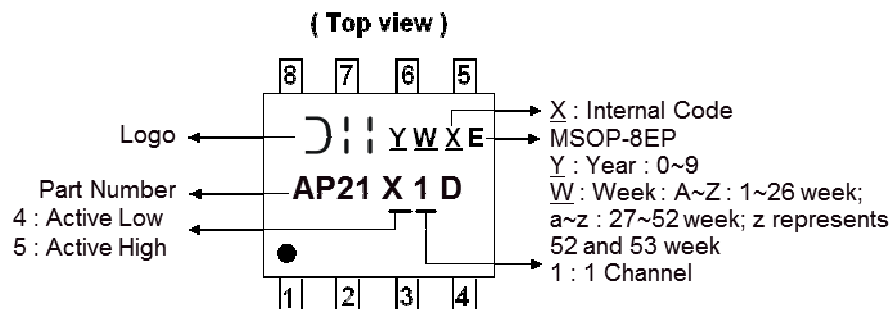 ( Top view )
8 7 6 5
Logo
Y W X E
X : Internal Code
MSOP-8EP
Y : Year : 0~9
W : Week : A~Z : 1~26 week;
a~z : 27~52 week; z represents
52 and 53 week
1 : 1 Channel
Part Number
AP21 X 1 D
4 : Active Low
5 : Active High
1 2 3 4